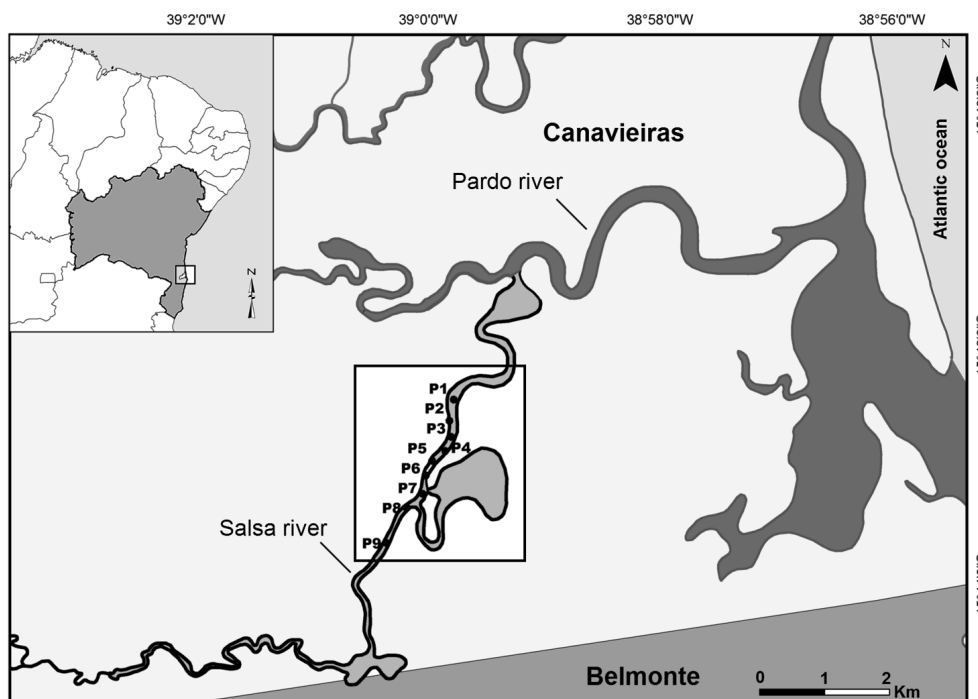 39°2'0"W 39°0'0"W 38°58'0"W 38°56'0"W
N
Canavieiras
Pardo river
Atlantic ocean
N
P1
P2
P3
P5 P4
P6
P7
P8
Salsa river
P9
Belmonte
0 1 2
Km